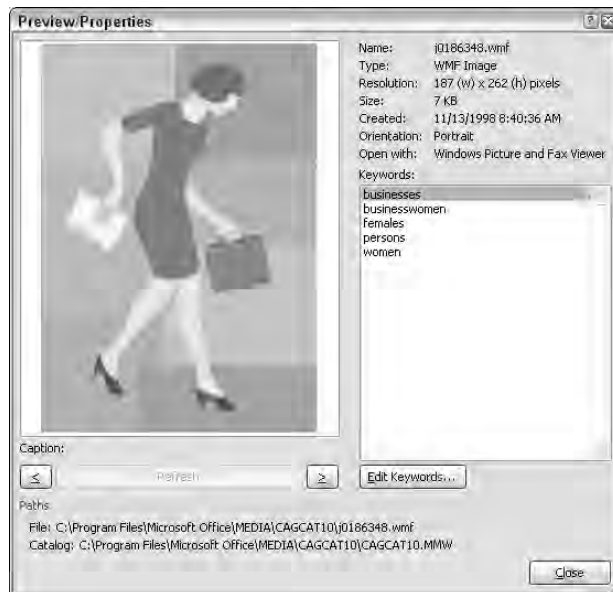 Preview/Properties
Name: j0186348.wmf
Type: WMF Image
Resolution: 187 (w) x 262 (h) pixels
Size: 7 KB
Created: 11/13/1998 8:40:36 AM
Orientation: Portrait
Open with: Windows Picture and Fax Viewer
Keywords:
businesses
businesswomen
females
persons
women
Caption:
< Refresh >
Edit Keywords...
Paths
File: C:\Program Files\Microsoft Office\MEDIA\CAGCAT10\j0186348.wmf
Catalog: C:\Program Files\Microsoft Office\MEDIA\CAGCAT10\CAGCAT10.MMW
Close